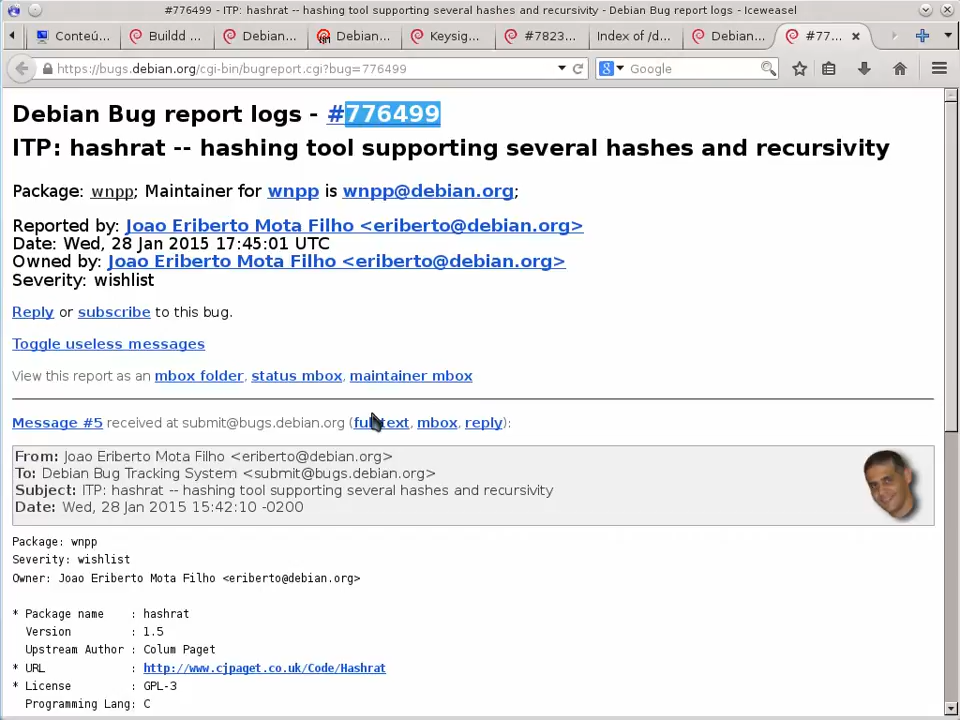 #776499 - ITP: hashrat -- hashing tool supporting several hashes and recursivity - Debian Bug report logs - Iceweasel
Conteú... Buildd ... Debian... Debian... Keysig... #7823... Index of /d... Debian... #77...
https://bugs.debian.org/cgi-bin/bugreport.cgi?bug=776499 Google
Debian Bug report logs - #776499
ITP: hashrat -- hashing tool supporting several hashes and recursivity
Package: wnpp; Maintainer for wnpp is wnpp@debian.org;
Reported by: Joao Eriberto Mota Filho <eriberto@debian.org>
Date: Wed, 28 Jan 2015 17:45:01 UTC
Owned by: Joao Eriberto Mota Filho <eriberto@debian.org>
Severity: wishlist
Reply or subscribe to this bug.
Toggle useless messages
View this report as an mbox folder, status mbox, maintainer mbox
Message #5 received at submit@bugs.debian.org (full text, mbox, reply):
From: Joao Eriberto Mota Filho <eriberto@debian.org>
To: Debian Bug Tracking System <submit@bugs.debian.org>
Subject: ITP: hashrat -- hashing tool supporting several hashes and recursivity
Date: Wed, 28 Jan 2015 15:42:10 -0200
Package: wnpp
Severity: wishlist
Owner: Joao Eriberto Mota Filho <eriberto@debian.org>
* Package name : hashrat
Version : 1.5
Upstream Author : Colum Paget
* URL : http://www.cjpaget.co.uk/Code/Hashrat
* License : GPL-3
Programming Lang: C